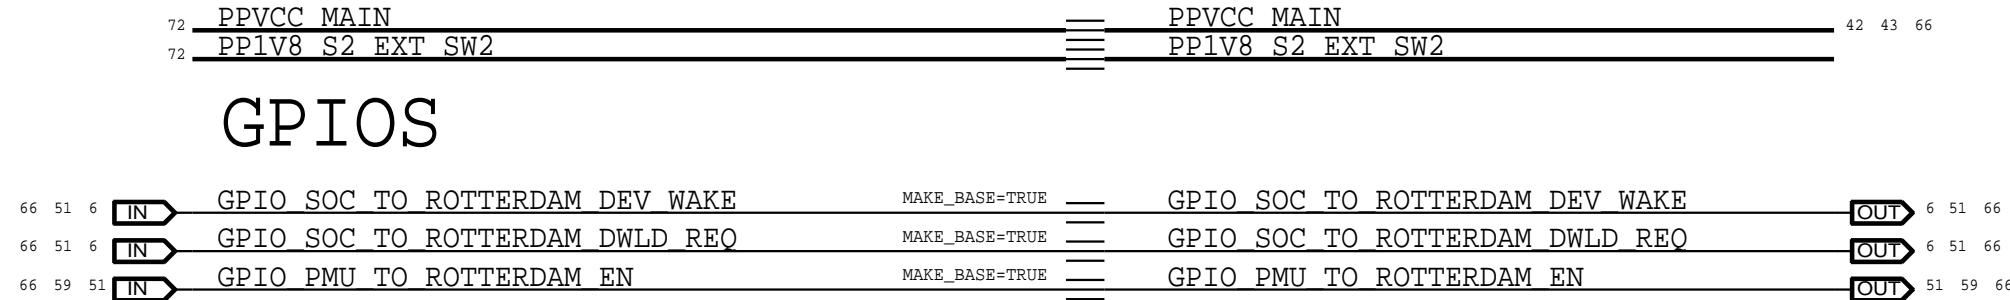 72 PPVCC_MAIN PPVCC_MAIN 42 43 66
72 PP1V8_S2_EXT_SW2 PP1V8_S2_EXT_SW2
GPIOS
66 51 6 IN GPIO_SOC_TO_ROTTERDAM_DEV_WAKE MAKE_BASE=TRUE GPIO_SOC_TO_ROTTERDAM_DEV_WAKE OUT 6 51 66
66 51 6 IN GPIO_SOC_TO_ROTTERDAM_DWLD_REQ MAKE_BASE=TRUE GPIO_SOC_TO_ROTTERDAM_DWLD_REQ OUT 6 51 66
66 59 51 IN GPIO_PMU_TO_ROTTERDAM_EN MAKE_BASE=TRUE GPIO_PMU_TO_ROTTERDAM_EN OUT 51 59 66